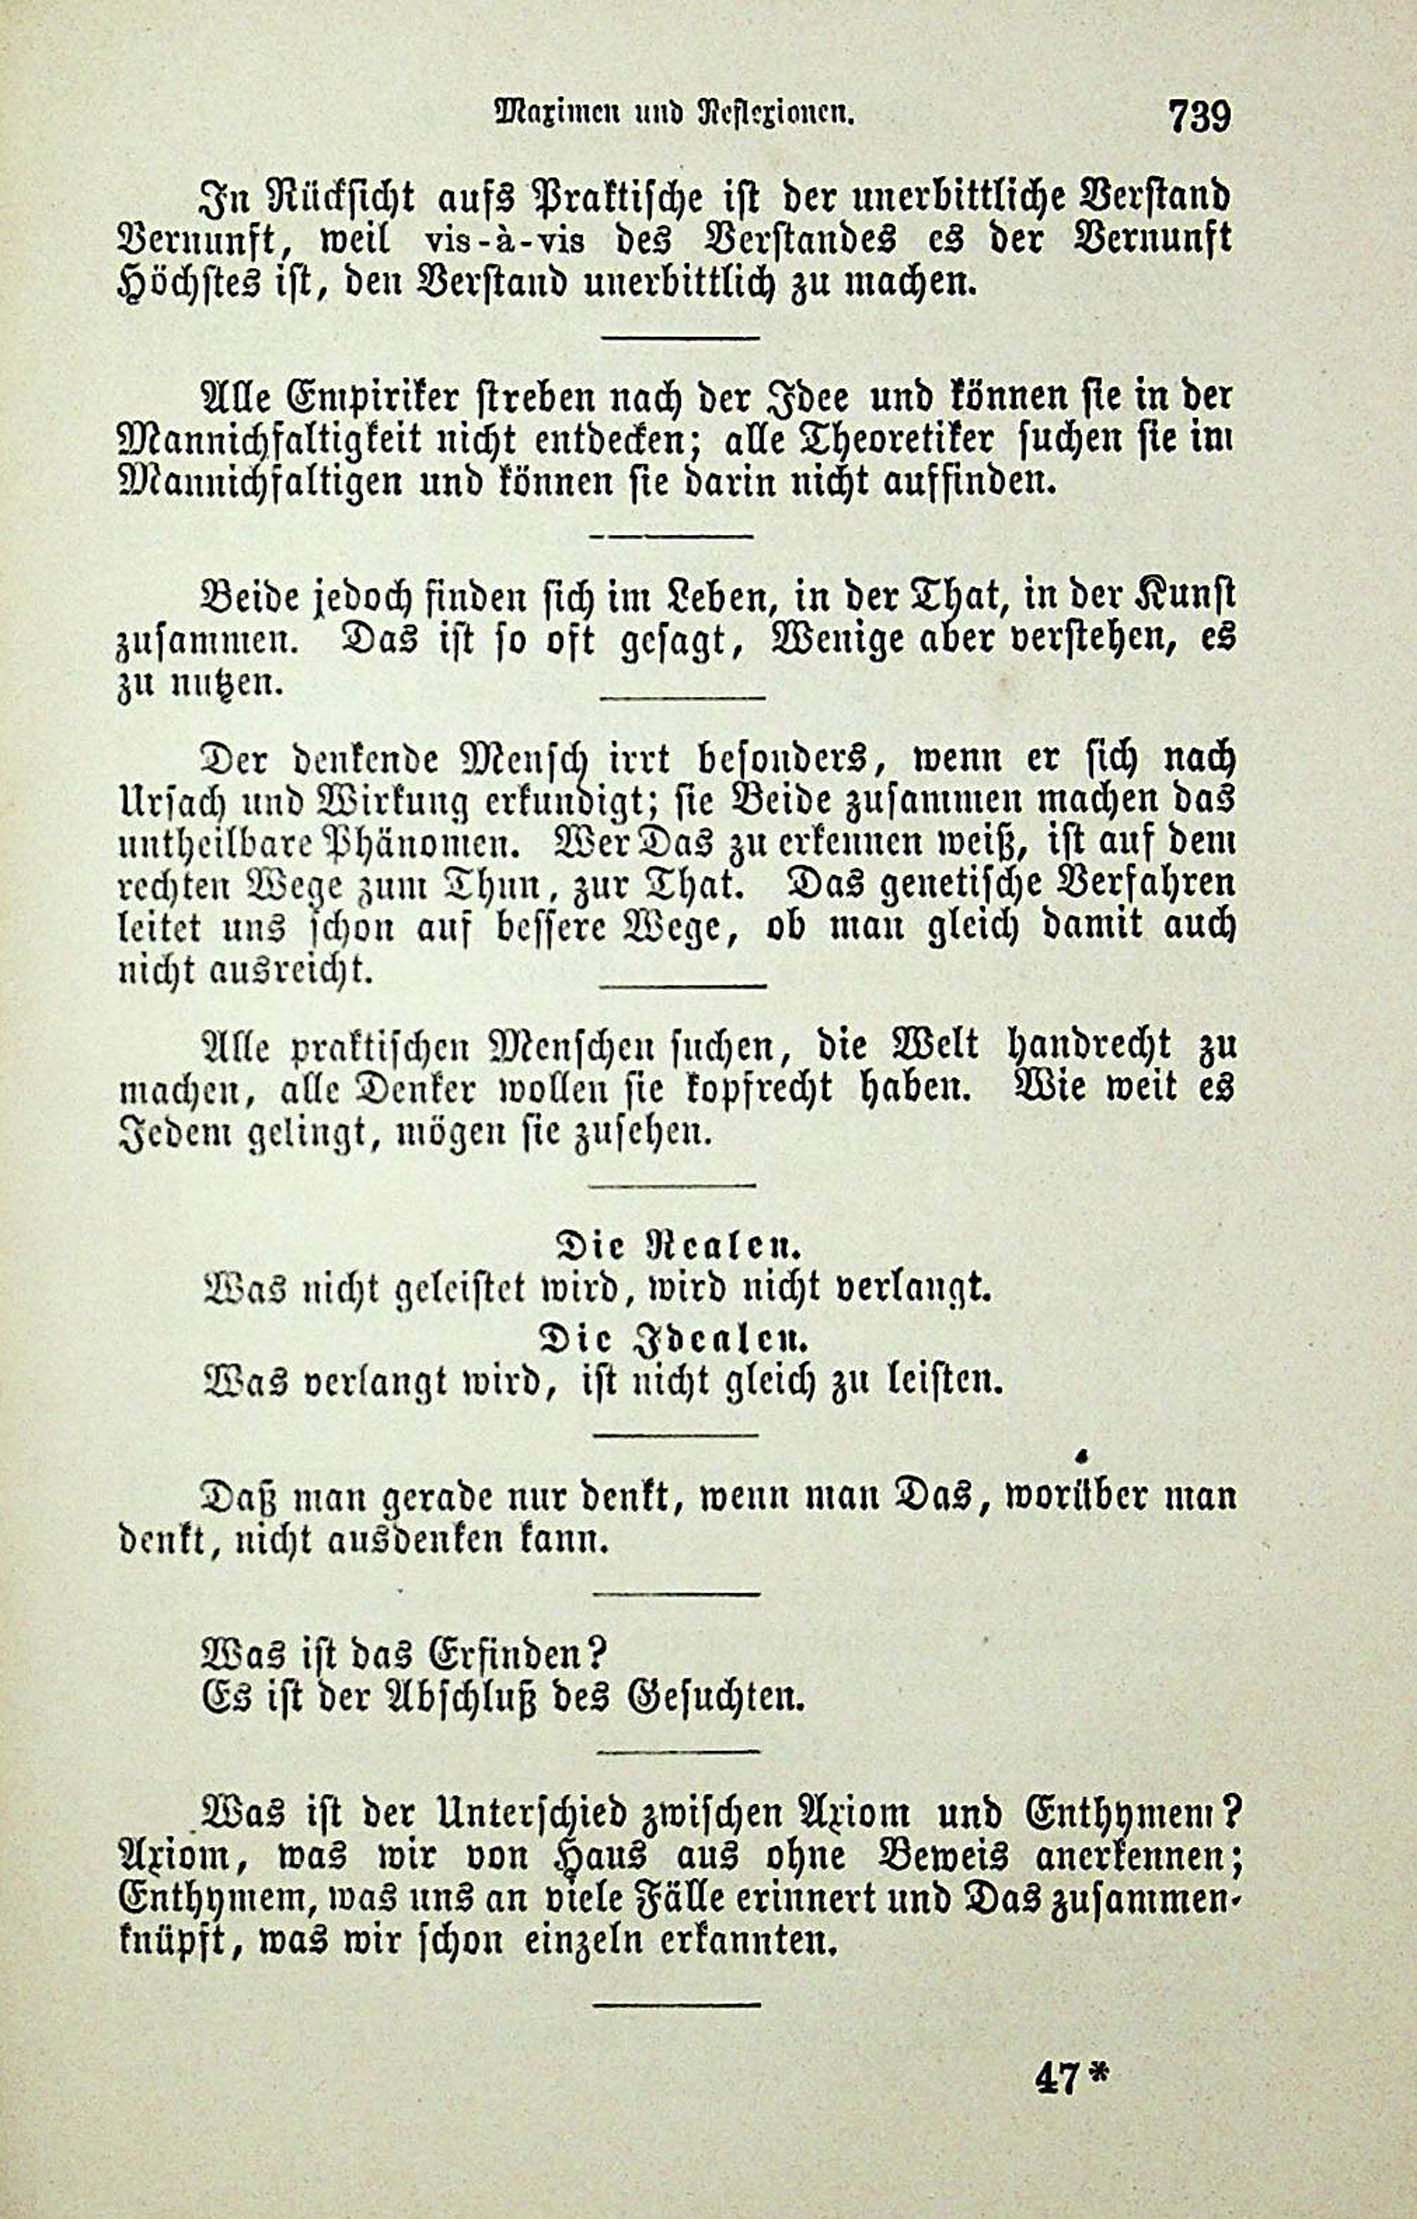 Maximen und Reflexionen. 739
In Rücksicht aufs Praktische ist der unerbittliche Verstand
Vernunft, weil vis-à-vis des Verstandes es der Vernunft
Höchstes ist, den Verstand unerbittlich zu machen.
Alle Empiriker streben nach der Idee und können sie in der
Mannichfaltigkeit nicht entdecken; alle Theoretiker suchen sie im
Mannichfaltigen und können sie darin nicht auffinden.
Beide jedoch finden sich im Leben, in der That, in der Kunst
zusammen. Das ist so oft gesagt, Wenige aber verstehen, es
zu nutzen.
Der denkende Mensch irrt besonders, wenn er sich nach
Ursach und Wirkung erkundigt; sie Beide zusammen machen das
untheilbare Phänomen. Wer Das zu erkennen weiß, ist auf dem
rechten Wege zum Thun, zur That. Das genetische Verfahren
leitet uns schon auf bessere Wege, ob man gleich damit auch
nicht ausreicht.
Alle praktischen Menschen suchen, die Welt handrecht zu
machen, alle Denker wollen sie kopfrecht haben. Wie weit es
Jedem gelingt, mögen sie zusehen.
Die Realen.
Was nicht geleistet wird, wird nicht verlangt.
Die Idealen.
Was verlangt wird, ist nicht gleich zu leisten.
Daß man gerade nur denkt, wenn man Das, worüber man
denkt, nicht ausdenken kann.
Was ist das Erfinden?
Es ist der Abschluß des Gesuchten.
Was ist der Unterschied zwischen Axiom und Enthymem?
Axiom, was wir von Haus aus ohne Beweis anerkennen;
Enthymem, was uns an viele Fälle erinnert und Das zusammen-
knüpft, was wir schon einzeln erkannten.
47*